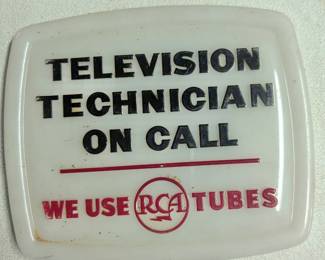 TELEVISION
TECHNICIAN
ON CALL
WE USE RCA TUBES